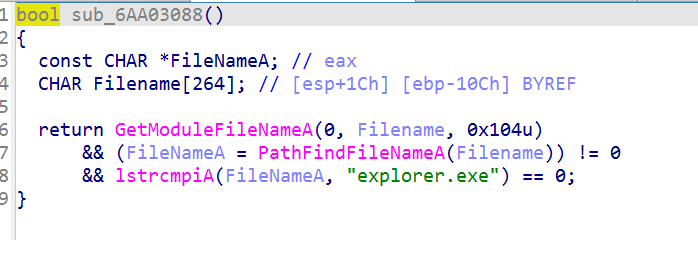 1 bool sub_6AA03088()
2 {
3 const CHAR *FileNameA; // eax
4 CHAR Filename[264]; // [esp+1Ch] [ebp-10Ch] BYREF
5
6 return GetModuleFileNameA(0, Filename, 0x104u)
7 && (FileNameA = PathFindFileNameA(Filename)) != 0
8 && lstrcmpiA(FileNameA, "explorer.exe") == 0;
9 }